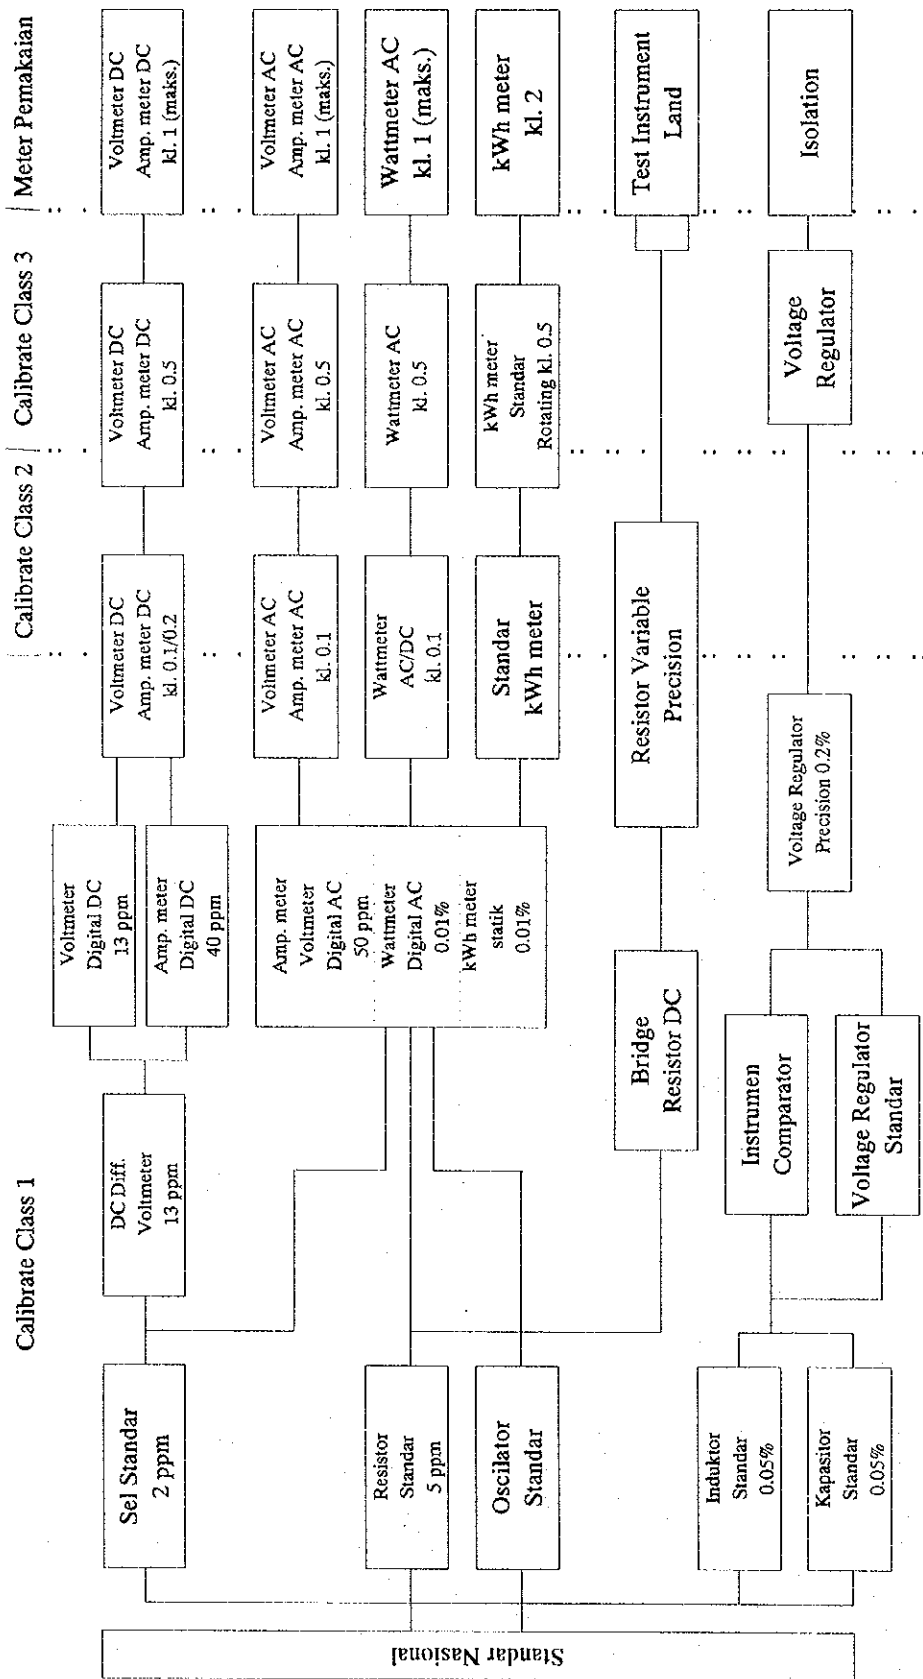 Calibrate Class 1
Calibrate Class 2
Calibrate Class 3
Meter Pemakaian
Standar Nasional
Sel Standar
2 ppm
DC Diff.
Voltmeter
13 ppm
Voltmeter
Digital DC
13 ppm
Amp. meter
Digital DC
40 ppm
Voltmeter DC
Amp. meter DC
kl. 0.1/0.2
Voltmeter DC
Amp. meter DC
kl. 0.5
Voltmeter DC
Amp. meter DC
kl. 1 (maks.)
Resistor
Standar
5 ppm
Oscilator
Standar
Amp. meter
Voltmeter
Digital AC
50 ppm
Wattmeter
Digital AC
0.01%
kWh meter
statik
0.01%
Voltmeter AC
Amp. meter AC
kl. 0.1
Voltmeter AC
Amp. meter AC
kl. 0.5
Voltmeter AC
Amp. meter AC
kl. 1 (maks.)
Wattmeter
AC/DC
kl. 0.1
Wattmeter AC
kl. 0.5
Wattmeter AC
kl. 1 (maks.)
Standar
kWh meter
kWh meter
Standar
Rotating kl. 0.5
kWh meter
kl. 2
Bridge
Resistor DC
Resistor Variable
Precision
Test Instrument
Land
Induktor
Standar
0.05%
Kapasitor
Standar
0.05%
Instrumen
Comparator
Voltage Regulator
Standar
Voltage Regulator
Precision 0.2%
Voltage
Regulator
Isolation